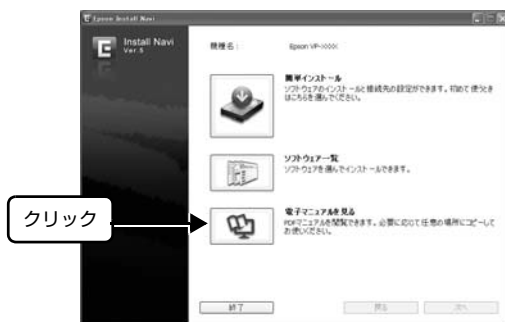 Epson Install Navi
Install Navi
Ver.5
機種名:
Epson VP-XXXX
簡単インストール
ソフトウェアのインストールと接続先の設定ができます。初めて使うとき
はこちらを選んでください。
ソフトウェア一覧
ソフトウェアを選んでインストールできます。
クリック
電子マニュアルを見る
PDFマニュアルを閲覧できます。必要に応じて任意の場所にコピーして
お使いください。
終了
戻る
次へ